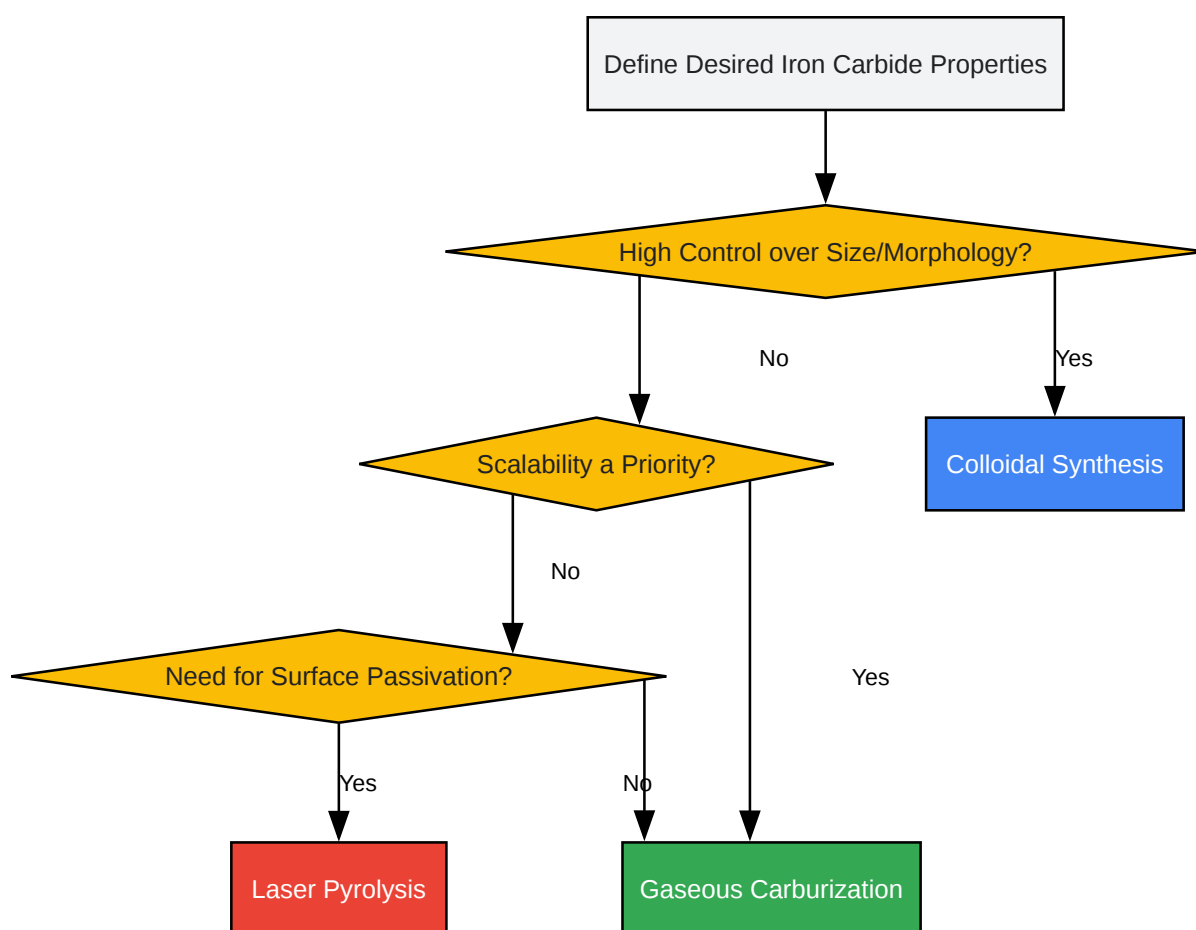 Define Desired Iron Carbide Properties
High Control over Size/Morphology?
No
Yes
Scalability a Priority?
Colloidal Synthesis
No
Need for Surface Passivation?
Yes
Yes
No
Laser Pyrolysis
Gaseous Carburization